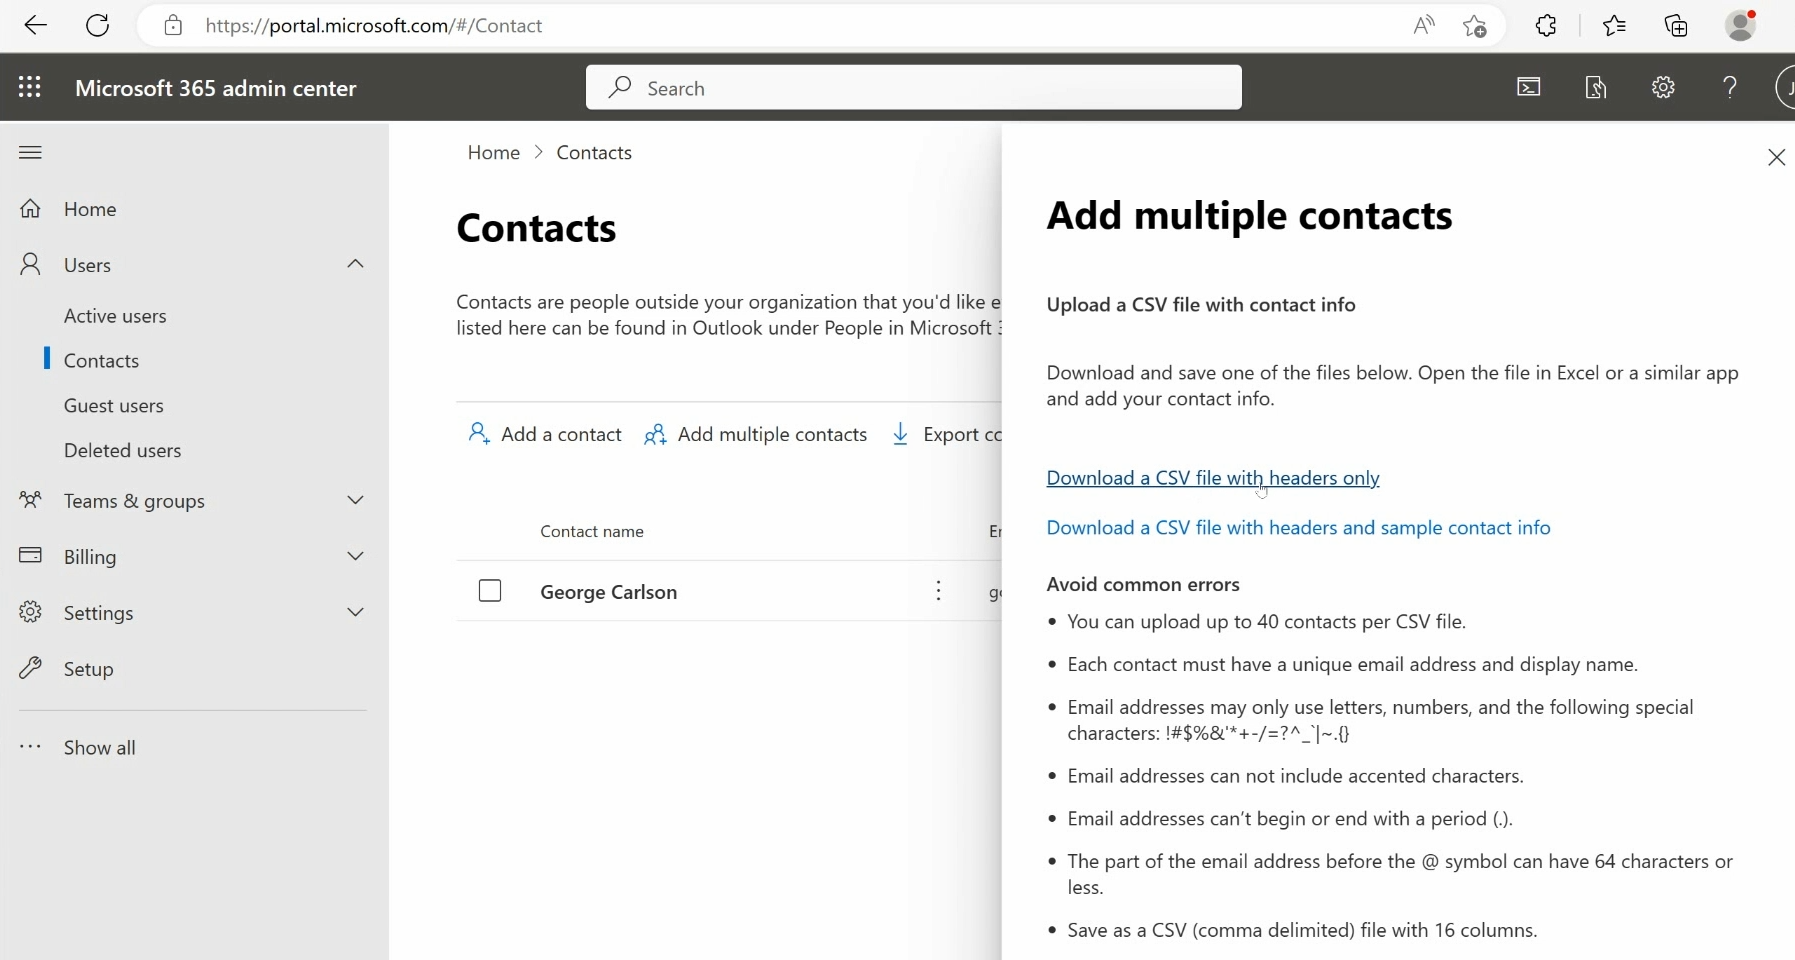 https://portal.microsoft.com/#/Contact
Microsoft 365 admin center
Search
Home
Users
Active users
Contacts
Guest users
Deleted users
Teams & groups
Billing
Settings
Setup
Show all
Home > Contacts
Contacts
Contacts are people outside your organization that you'd like e
listed here can be found in Outlook under People in Microsoft 3
Add a contact Add multiple contacts Export co
Contact name
George Carlson
Add multiple contacts
Upload a CSV file with contact info
Download and save one of the files below. Open the file in Excel or a similar app
and add your contact info.
Download a CSV file with headers only
Download a CSV file with headers and sample contact info
Avoid common errors
• You can upload up to 40 contacts per CSV file.
• Each contact must have a unique email address and display name.
• Email addresses may only use letters, numbers, and the following special
characters: !#$%&'*+-/=?^_`|~.{}
• Email addresses can not include accented characters.
• Email addresses can't begin or end with a period (.).
• The part of the email address before the @ symbol can have 64 characters or
less.
• Save as a CSV (comma delimited) file with 16 columns.